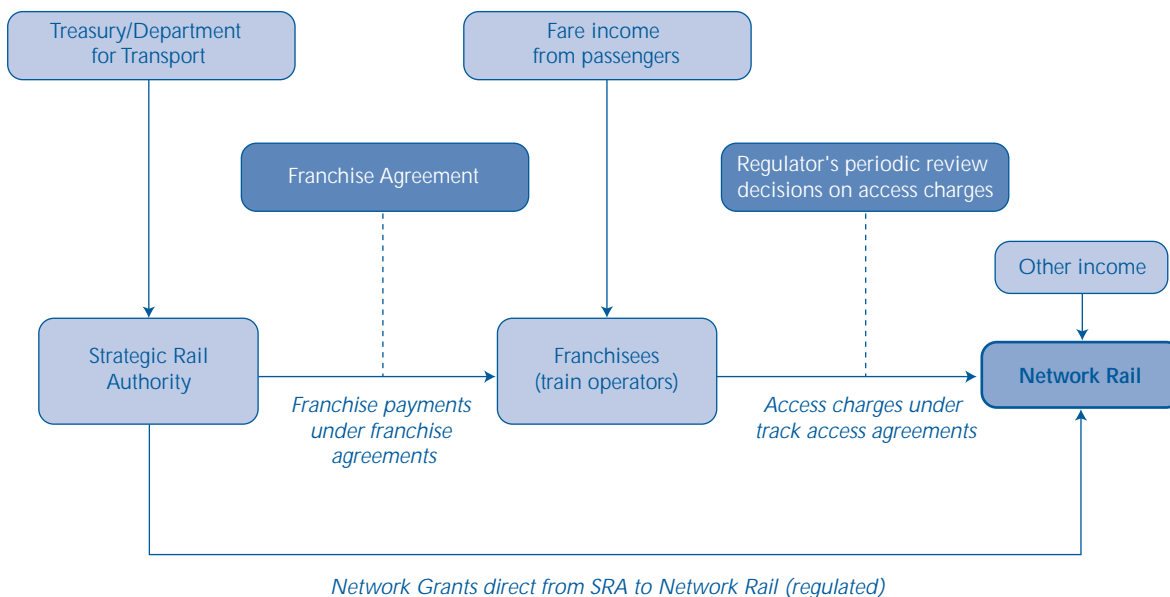 Treasury/Department
for Transport
Fare income
from passengers
Franchise Agreement
Regulator's periodic review
decisions on access charges
Other income
Strategic Rail
Authority
Franchisees
(train operators)
Network Rail
Franchise payments
under franchise
agreements
Access charges under
track access agreements
Network Grants direct from SRA to Network Rail (regulated)